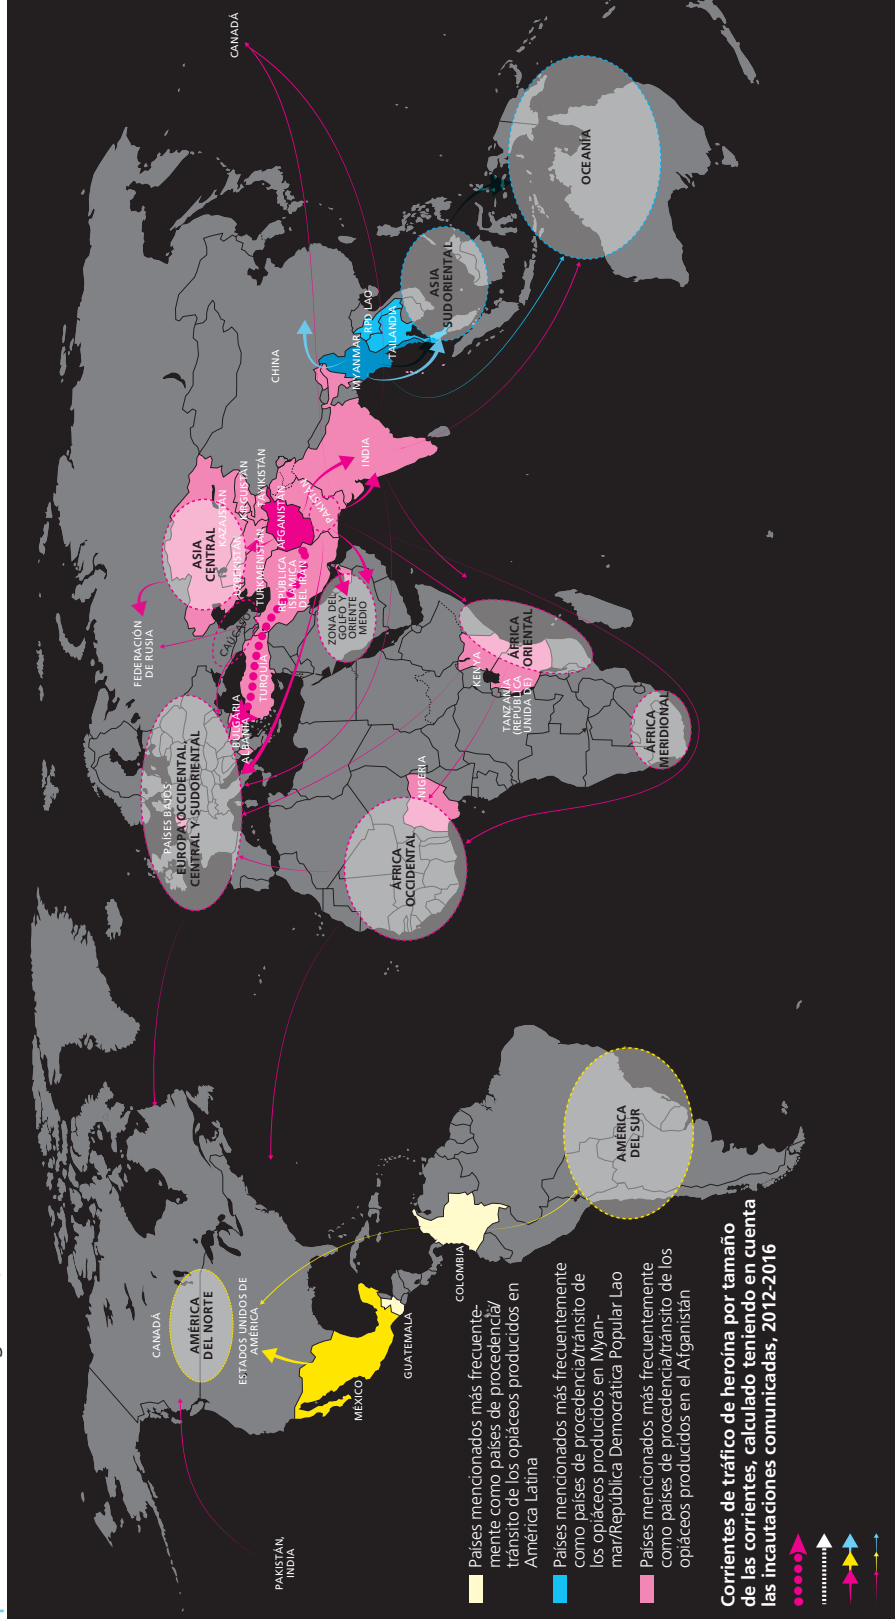 CANADÁ
AMÉRICA
DEL NORTE
ESTADOS UNIDOS DE
AMÉRICA
MÉXICO
GUATEMALA
COLOMBIA
AMÉRICA
DEL SUR
PAKISTÁN,
INDIA
PAÍSES BAJOS
EUROPA OCCIDENTAL,
CENTRAL Y SUDORIENTAL
BULGARIA
ALBANIA
TURQUÍA
CAÚCASO
FEDERACIÓN
DE RUSIA
ASIA
CENTRAL
KAZAJSTÁN
KIRGUISTÁN
TAYIKISTÁN
UZBEKISTÁN
TURKMENISTÁN
AFGANISTÁN
REPÚBLICA
ISLÁMICA
DEL IRÁN
PAKISTÁN
INDIA
ZONA DEL
GOLFO Y
ORIENTE
MEDIO
ÁFRICA
OCCIDENTAL
NIGERIA
KENYA
TANZANÍA
(REPÚBLICA
UNIDA DE)
ÁFRICA
ORIENTAL
ÁFRICA
MERIDIONAL
CHINA
MYANMAR
RPD LAO
TAILANDIA
ASIA
SUDORIENTAL
OCEANÍA
CANADÁ
Países mencionados más frecuente-
mente como países de procedencia/
tránsito de los opiáceos producidos en
América Latina
Países mencionados más frecuentemente
como países de procedencia/tránsito de
los opiáceos producidos en Myan-
mar/República Democrática Popular Lao
Países mencionados más frecuentemente
como países de procedencia/tránsito de los
opiáceos producidos en el Afganistán
Corrientes de tráfico de heroína por tamaño
de las corrientes, calculado teniendo en cuenta
las incautaciones comunicadas, 2012-2016